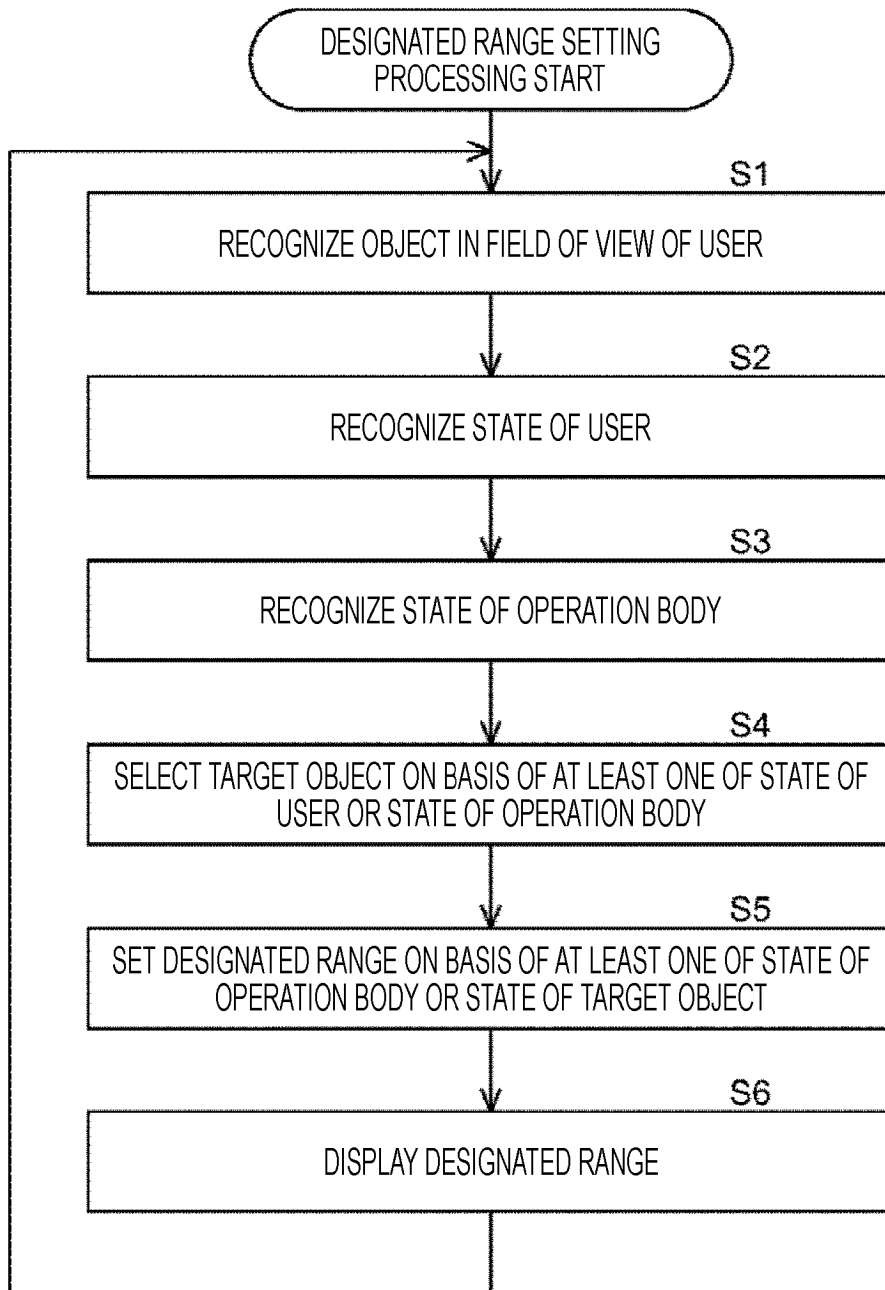 DESIGNATED RANGE SETTING
PROCESSING START
S1
RECOGNIZE OBJECT IN FIELD OF VIEW OF USER
S2
RECOGNIZE STATE OF USER
S3
RECOGNIZE STATE OF OPERATION BODY
S4
SELECT TARGET OBJECT ON BASIS OF AT LEAST ONE OF STATE OF
USER OR STATE OF OPERATION BODY
S5
SET DESIGNATED RANGE ON BASIS OF AT LEAST ONE OF STATE OF
OPERATION BODY OR STATE OF TARGET OBJECT
S6
DISPLAY DESIGNATED RANGE